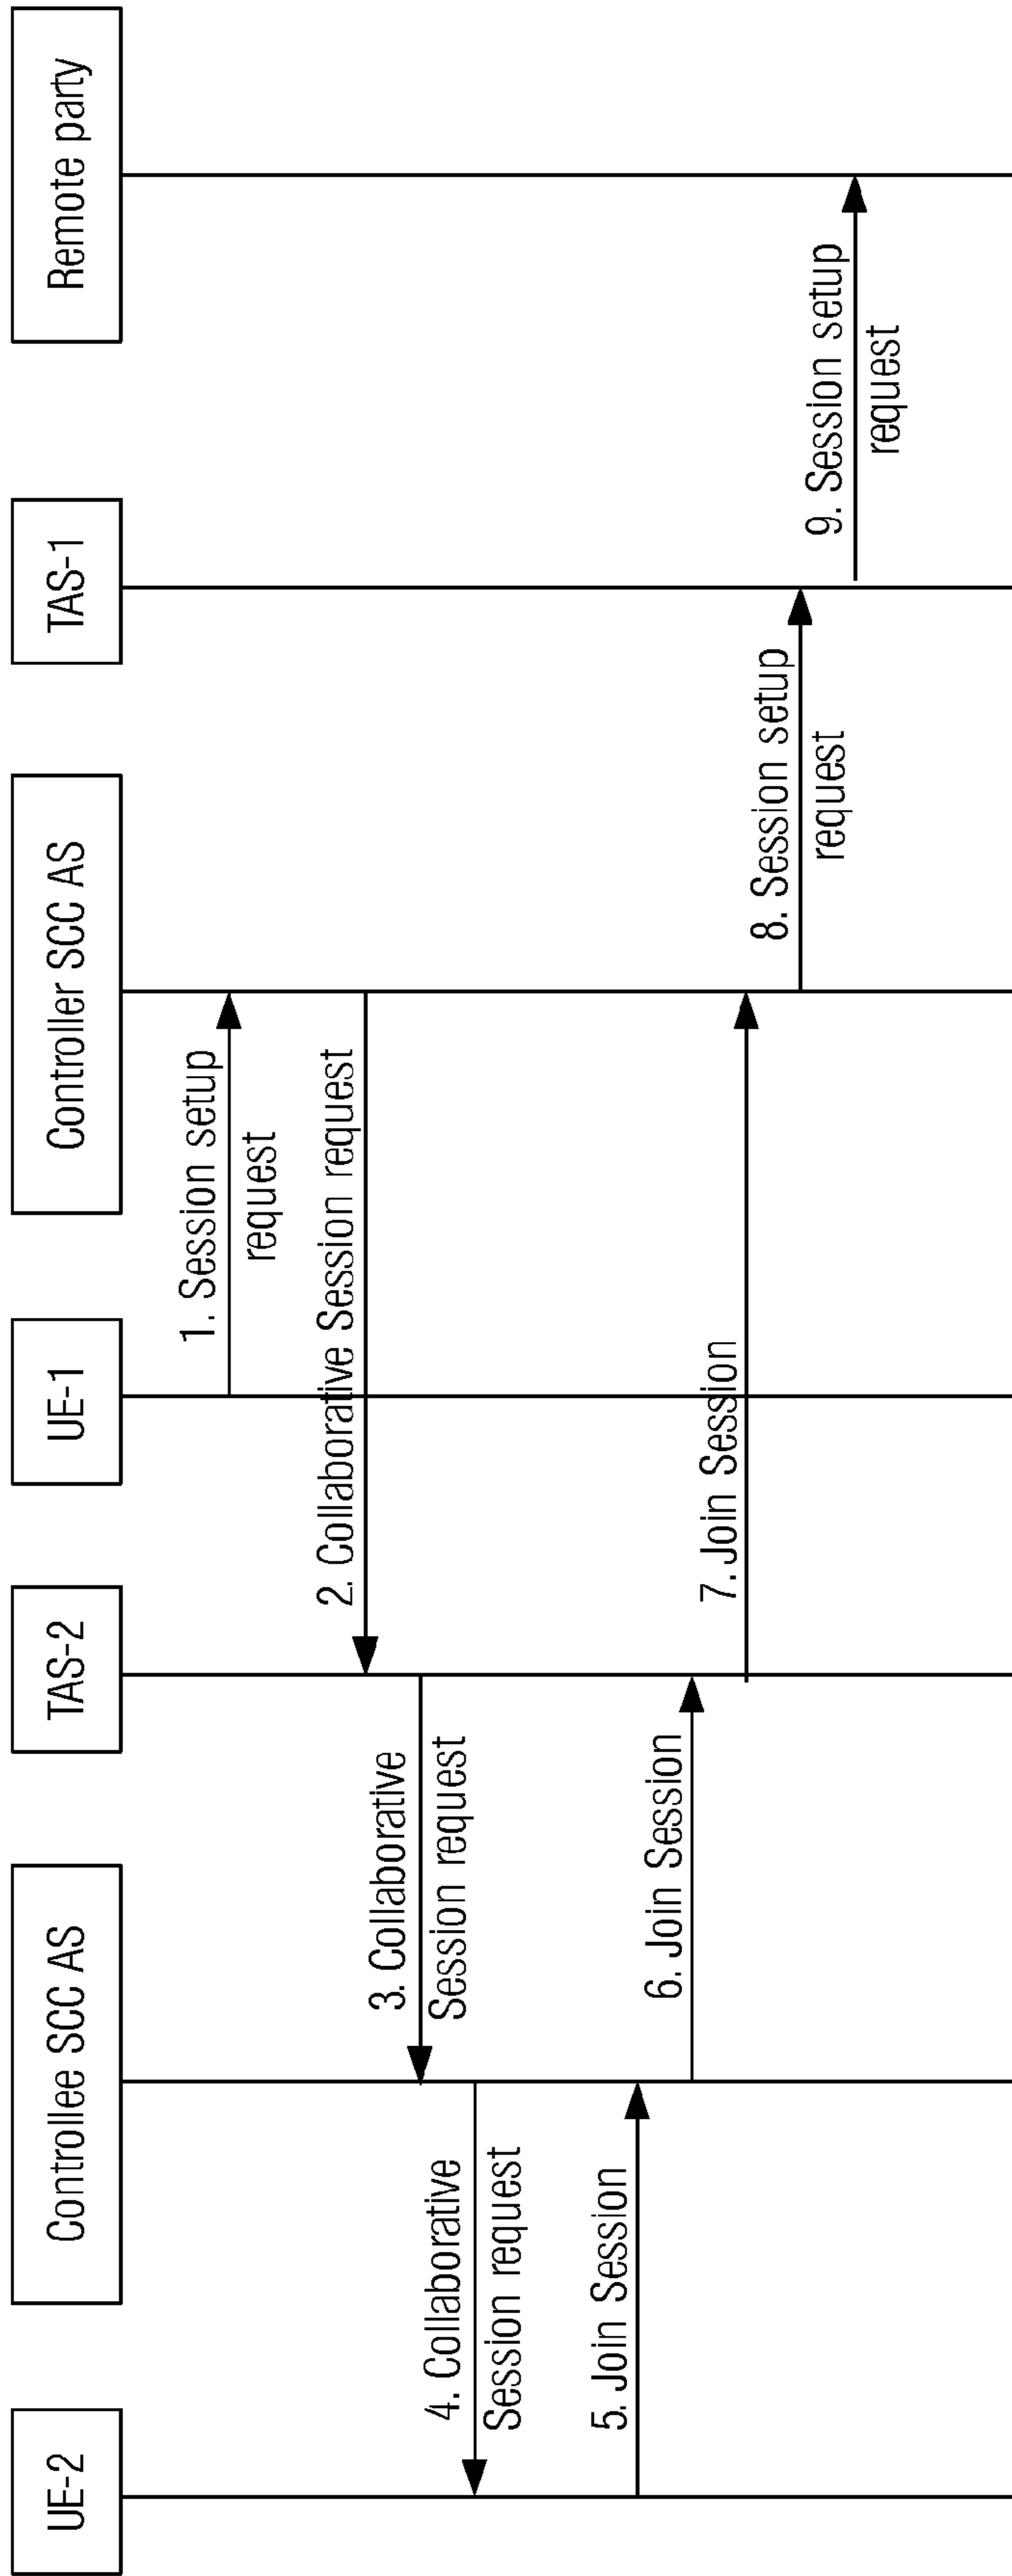 UE-2
Controllee SCC AS
TAS-2
UE-1
Controller SCC AS
TAS-1
Remote party
1. Session setup
request
2. Collaborative Session request
3. Collaborative
Session request
4. Collaborative
Session request
5. Join Session
6. Join Session
7. Join Session
8. Session setup
request
9. Session setup
request